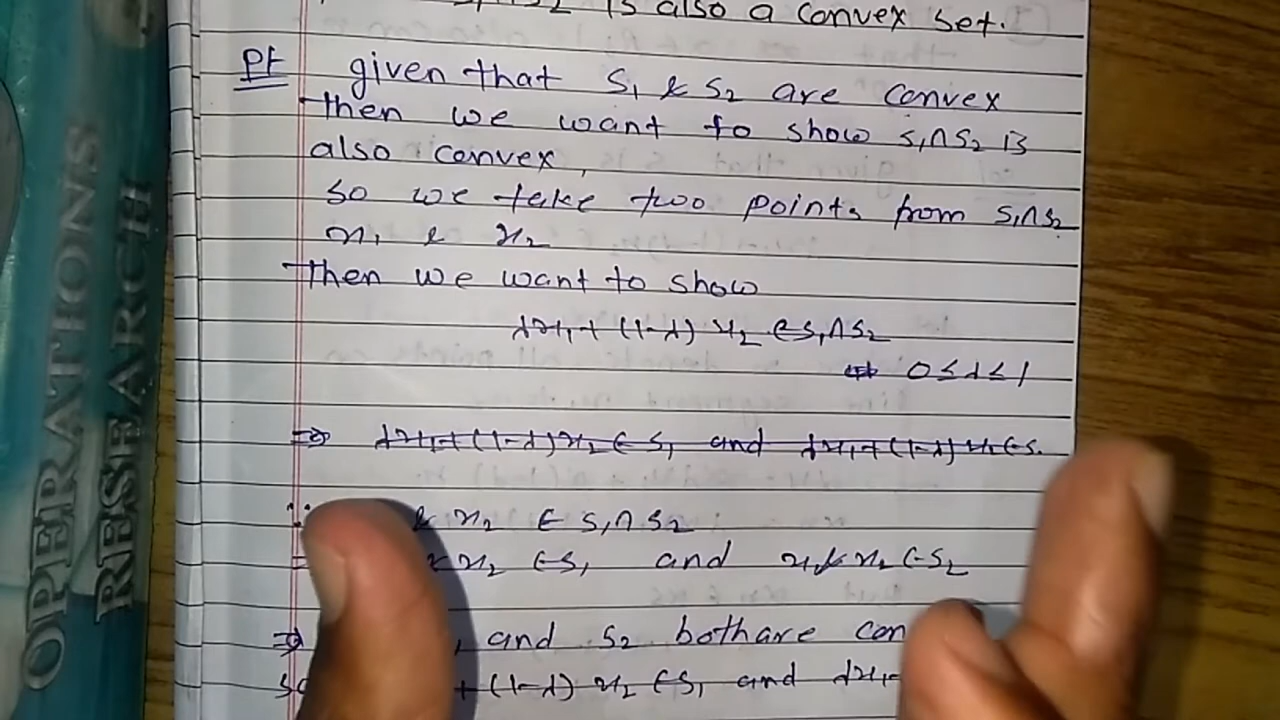 is also a convex set.
Pf given that S1 & S2 are convex
then we want to show S1∩S2 is
also convex,
so we take two points from S1∩S2
x1 & x2
Then we want to show
λx1+(1-λ) x2 ∈ S1∩S2
0≤λ≤1
⇒ λx1+(1-λ)x2 ∈ S1 and λx1+(1-λ)x2 ∈ S.
& x2 ∈ S1∩S2
x2 ∈ S1 and x1&x2 ∈ S2
⇒ and S2 both are con
so +(1-λ) x2 ∈ S1 and λx1
OPERATIONS
RESEARCH